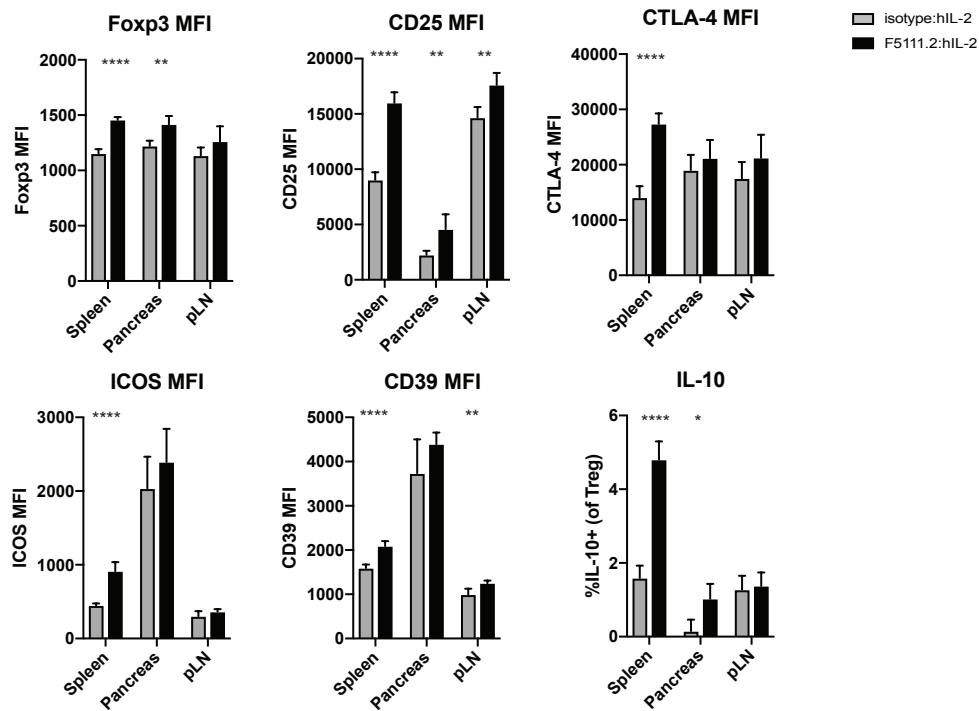 Foxp3 MFI
CD25 MFI
CTLA-4 MFI
isotype:hIL-2
F5111.2:hIL-2
Foxp3 MFI
2000
1500
1000
500
0
**** **
Spleen
Pancreas
pLN
CD25 MFI
20000
15000
10000
5000
0
**** ** **
Spleen
Pancreas
pLN
CTLA-4 MFI
40000
30000
20000
10000
0
****
Spleen
Pancreas
pLN
ICOS MFI
CD39 MFI
IL-10
ICOS MFI
3000
2000
1000
0
****
Spleen
Pancreas
pLN
CD39 MFI
5000
4000
3000
2000
1000
0
**** **
Spleen
Pancreas
pLN
%IL-10+ (of Treg)
6
4
2
0
**** *
Spleen
Pancreas
pLN